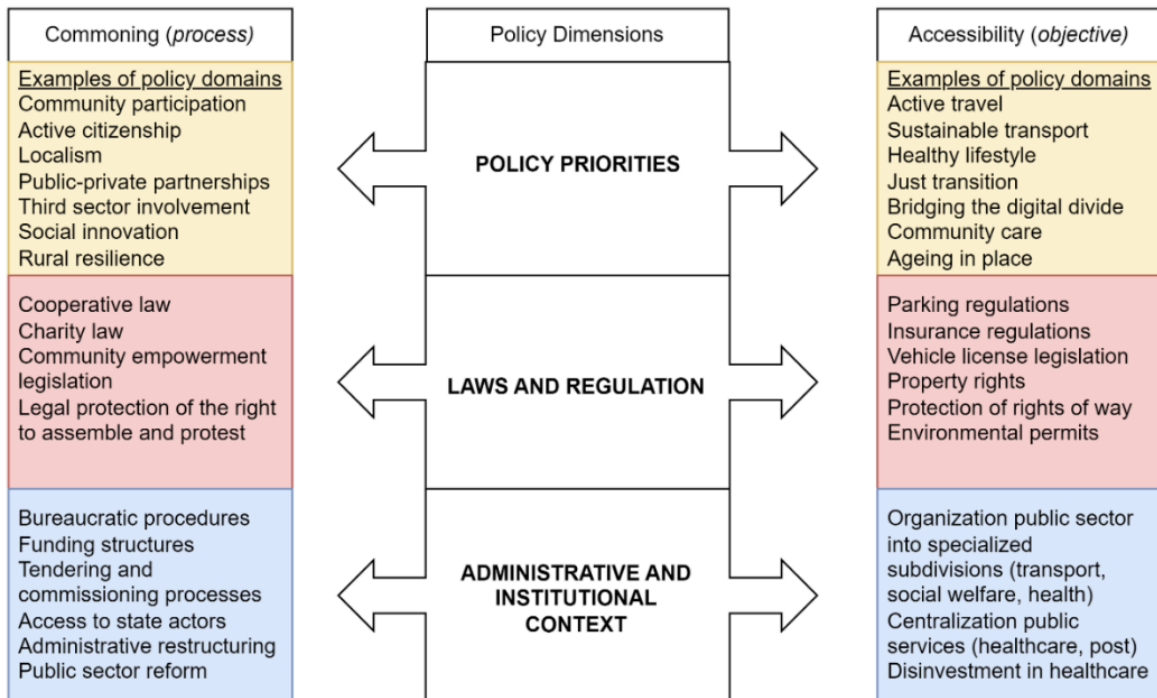 Commoning (process)
Examples of policy domains
Community participation
Active citizenship
Localism
Public-private partnerships
Third sector involvement
Social innovation
Rural resilience
Cooperative law
Charity law
Community empowerment
legislation
Legal protection of the right
to assemble and protest
Bureaucratic procedures
Funding structures
Tendering and
commissioning processes
Access to state actors
Administrative restructuring
Public sector reform
Policy Dimensions
POLICY PRIORITIES
LAWS AND REGULATION
ADMINISTRATIVE AND
INSTITUTIONAL
CONTEXT
Accessibility (objective)
Examples of policy domains
Active travel
Sustainable transport
Healthy lifestyle
Just transition
Bridging the digital divide
Community care
Ageing in place
Parking regulations
Insurance regulations
Vehicle license legislation
Property rights
Protection of rights of way
Environmental permits
Organization public sector
into specialized
subdivisions (transport,
social welfare, health)
Centralization public
services (healthcare, post)
Disinvestment in healthcare